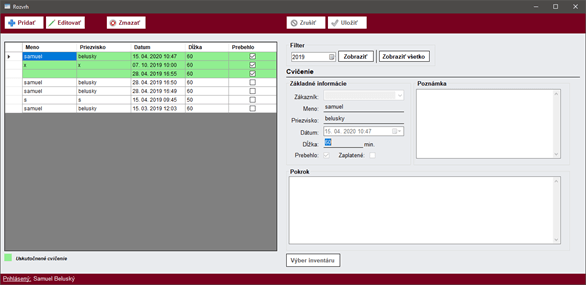 Rozvrh
Pridať Editovať Zmazať Zrušiť Uložiť
Meno Priezvisko Datum Dĺžka Prebehlo
samuel belusky 15. 04. 2020 10:47 60
x x 07. 10. 2019 10:00 60
28. 04. 2019 16:55 60
samuel belusky 28. 04. 2019 16:50 60
samuel belusky 28. 04. 2019 16:49 60
s s 15. 04. 2019 09:45 50
samuel belusky 15. 03. 2019 12:03 60
Uskutočnené cvičenie
Filter
2019 Zobraziť Zobraziť všetko
Cvičenie
Základné informácie
Zákazník:
Meno: samuel
Priezvisko: belusky
Dátum: 15. 04. 2020 10:47
Dĺžka: 60 min.
Prebehlo: Zaplatené:
Poznámka
Pokrok
Výber inventáru
Prihlásený: Samuel Beluský